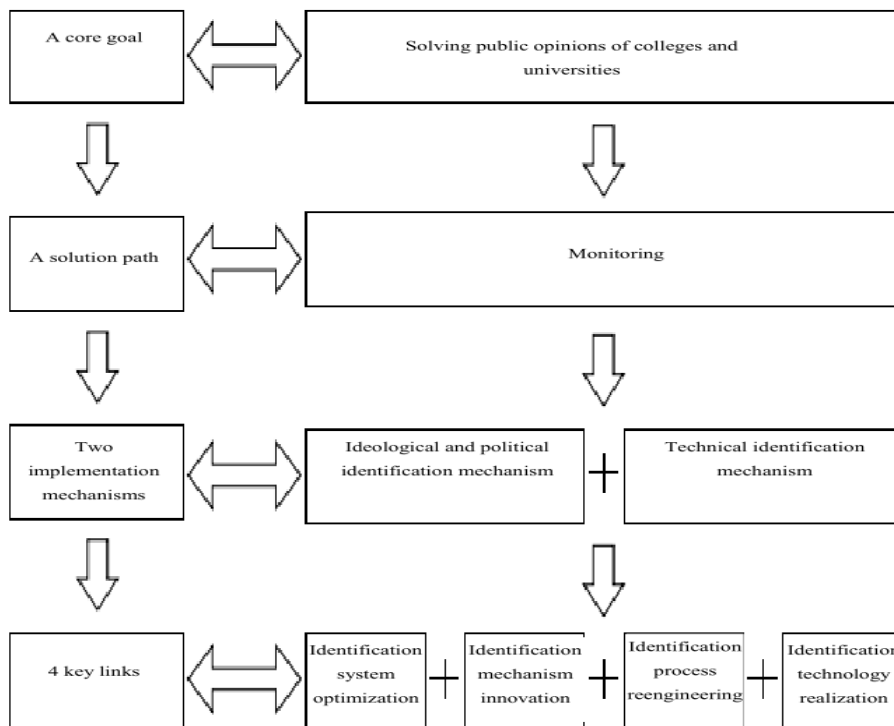 A core goal
Solving public opinions of colleges and
universities
A solution path
Monitoring
Two
implementation
mechanisms
Ideological and political
identification mechanism
+
Technical identification
mechanism
4 key links
Identification
system
optimization
+
Identification
mechanism
innovation
+
Identification
process
reengineering
+
Identification
technology
realization